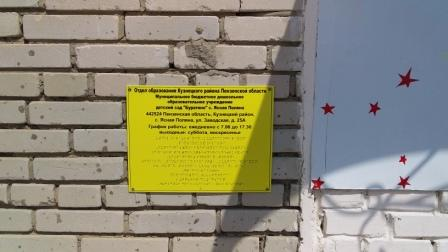 Отдел образования Кузнецкого района Пензенской области
Муниципальное бюджетное дошкольное
образовательное учреждение
детский сад "Буратино" с. Ясная Поляна
442524 Пензенская область, Кузнецкий район,
с. Ясная Поляна, ул. Заводская, д. 25А
График работы: ежедневно с 7.00 до 17.30
выходные: суббота, воскресенье